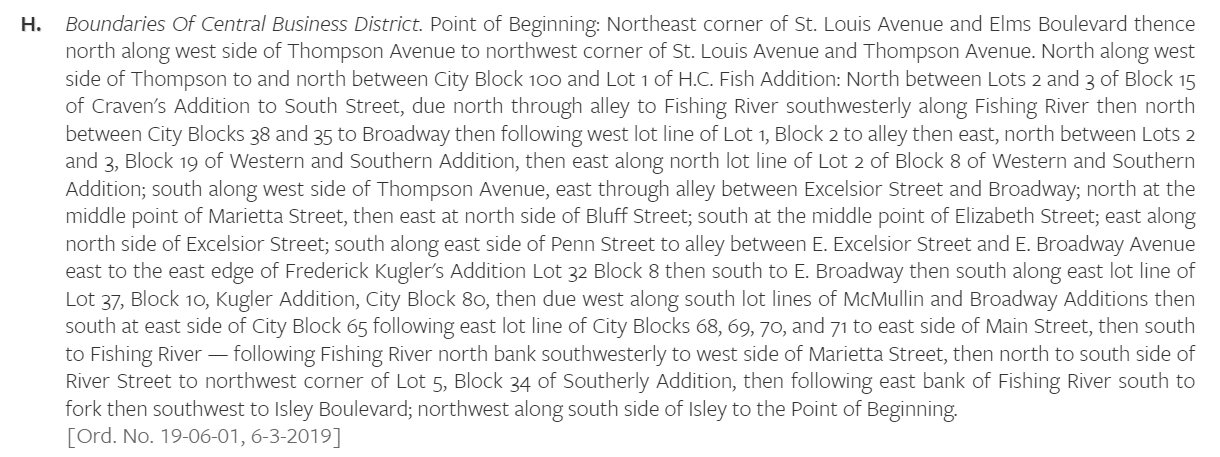 H. Boundaries Of Central Business District. Point of Beginning: Northeast corner of St. Louis Avenue and Elms Boulevard thence
north along west side of Thompson Avenue to northwest corner of St. Louis Avenue and Thompson Avenue. North along west
side of Thompson to and north between City Block 100 and Lot 1 of H.C. Fish Addition: North between Lots 2 and 3 of Block 15
of Craven's Addition to South Street, due north through alley to Fishing River southwesterly along Fishing River then north
between City Blocks 38 and 35 to Broadway then following west lot line of Lot 1, Block 2 to alley then east, north between Lots 2
and 3, Block 19 of Western and Southern Addition, then east along north lot line of Lot 2 of Block 8 of Western and Southern
Addition; south along west side of Thompson Avenue, east through alley between Excelsior Street and Broadway; north at the
middle point of Marietta Street, then east at north side of Bluff Street; south at the middle point of Elizabeth Street; east along
north side of Excelsior Street; south along east side of Penn Street to alley between E. Excelsior Street and E. Broadway Avenue
east to the east edge of Frederick Kugler's Addition Lot 32 Block 8 then south to E. Broadway then south along east lot line of
Lot 37, Block 10, Kugler Addition, City Block 80, then due west along south lot lines of McMullin and Broadway Additions then
south at east side of City Block 65 following east lot line of City Blocks 68, 69, 70, and 71 to east side of Main Street, then south
to Fishing River — following Fishing River north bank southwesterly to west side of Marietta Street, then north to south side of
River Street to northwest corner of Lot 5, Block 34 of Southerly Addition, then following east bank of Fishing River south to
fork then southwest to Isley Boulevard; northwest along south side of Isley to the Point of Beginning.
[Ord. No. 19-06-01, 6-3-2019]